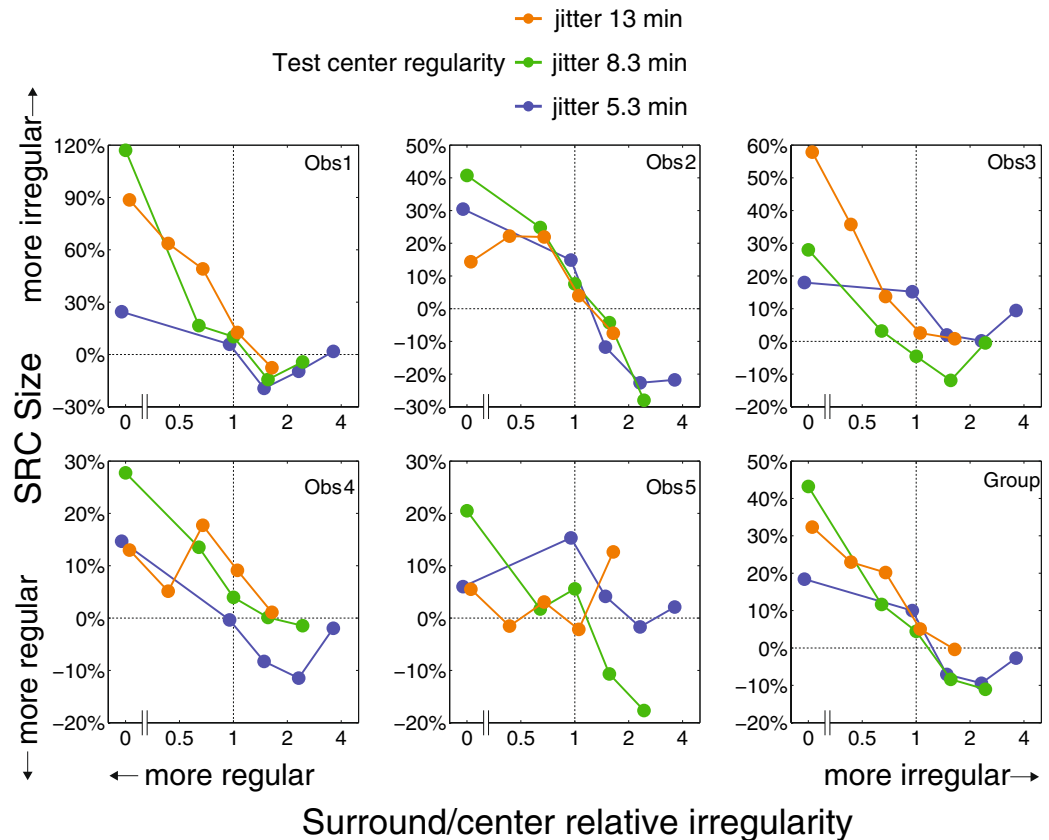 jitter 13 min
Test center regularity jitter 8.3 min
jitter 5.3 min
more irregular→
SRC Size
←more regular
Obs1
120%
90%
60%
30%
0%
−30%
0 0.5 1 2 4
Obs2
50%
40%
30%
20%
10%
0%
−10%
−20%
−30%
0 0.5 1 2 4
Obs3
60%
50%
40%
30%
20%
10%
0%
−10%
−20%
0 0.5 1 2 4
Obs4
30%
20%
10%
0%
−10%
−20%
0 0.5 1 2 4
Obs5
30%
20%
10%
0%
−10%
−20%
0 0.5 1 2 4
Group
50%
40%
30%
20%
10%
0%
−10%
−20%
0 0.5 1 2 4
← more regular
more irregular→
Surround/center relative irregularity